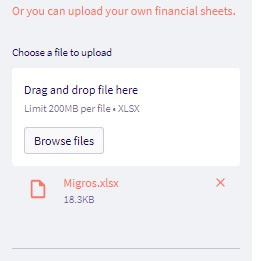 Or you can upload your own financial sheets.
Choose a file to upload
Drag and drop file here
Limit 200MB per file • XLSX
Browse files
Migros.xlsx
18.3KB